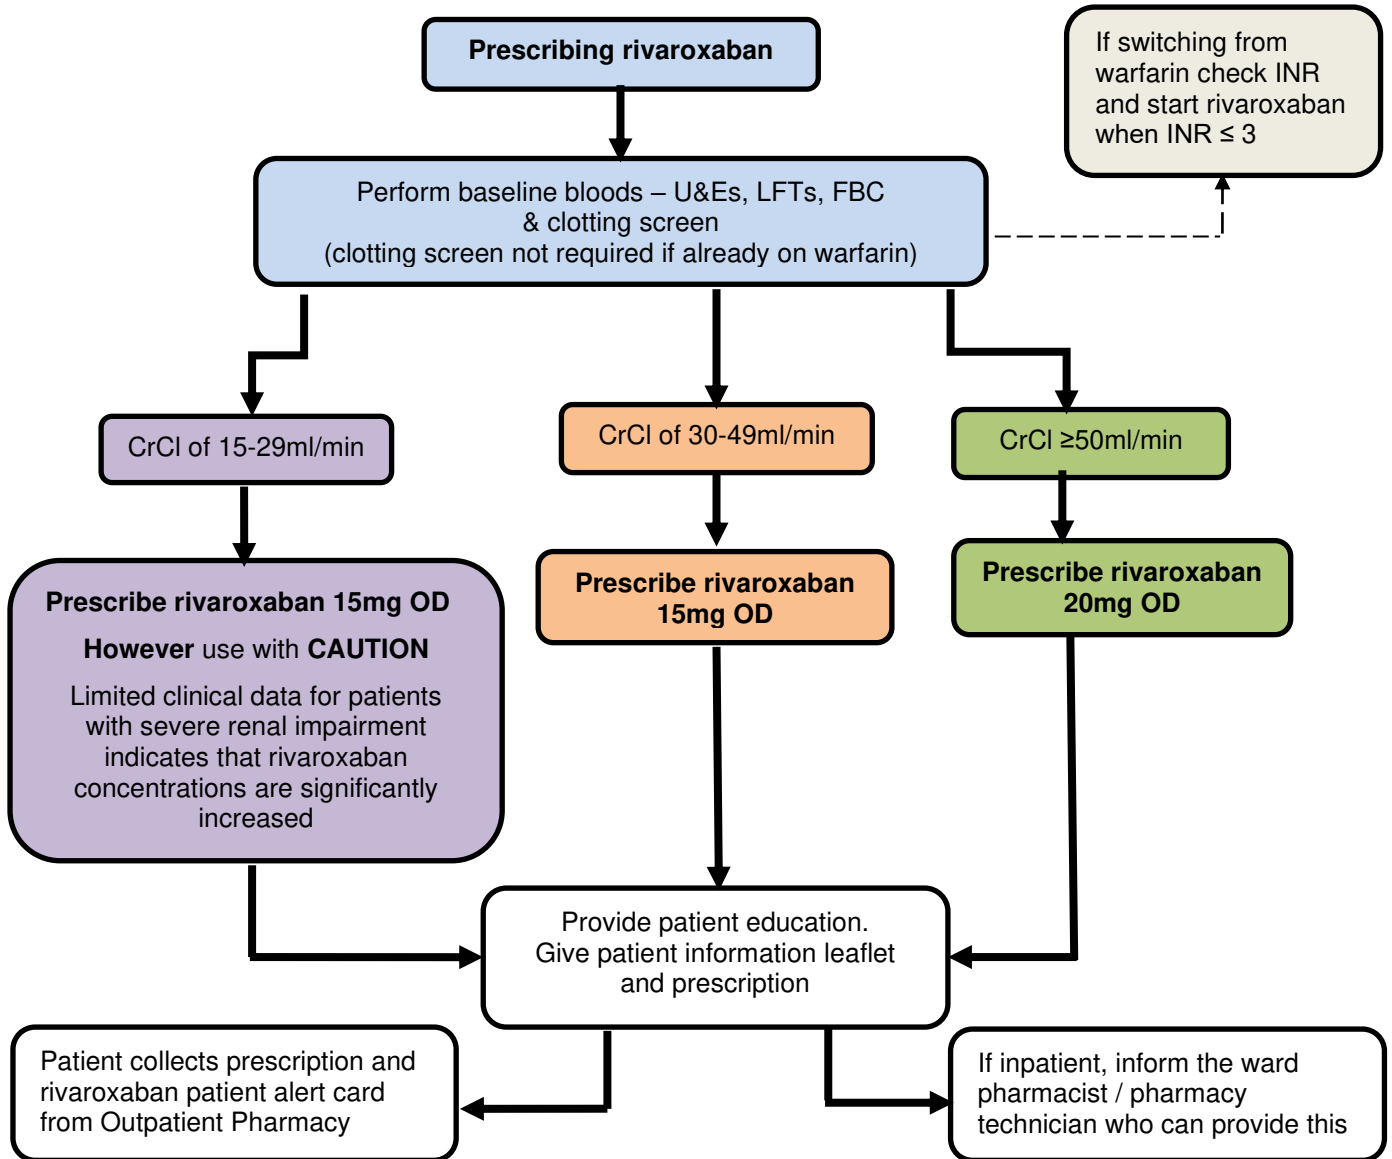 Prescribing rivaroxaban
If switching from
warfarin check INR
and start rivaroxaban
when INR ≤ 3
Perform baseline bloods – U&Es, LFTs, FBC
& clotting screen
(clotting screen not required if already on warfarin)
CrCl of 15-29ml/min
CrCl of 30-49ml/min
CrCl ≥50ml/min
Prescribe rivaroxaban 15mg OD
However use with CAUTION
Limited clinical data for patients
with severe renal impairment
indicates that rivaroxaban
concentrations are significantly
increased
Prescribe rivaroxaban
15mg OD
Prescribe rivaroxaban
20mg OD
Provide patient education.
Give patient information leaflet
and prescription
Patient collects prescription and
rivaroxaban patient alert card
from Outpatient Pharmacy
If inpatient, inform the ward
pharmacist / pharmacy
technician who can provide this